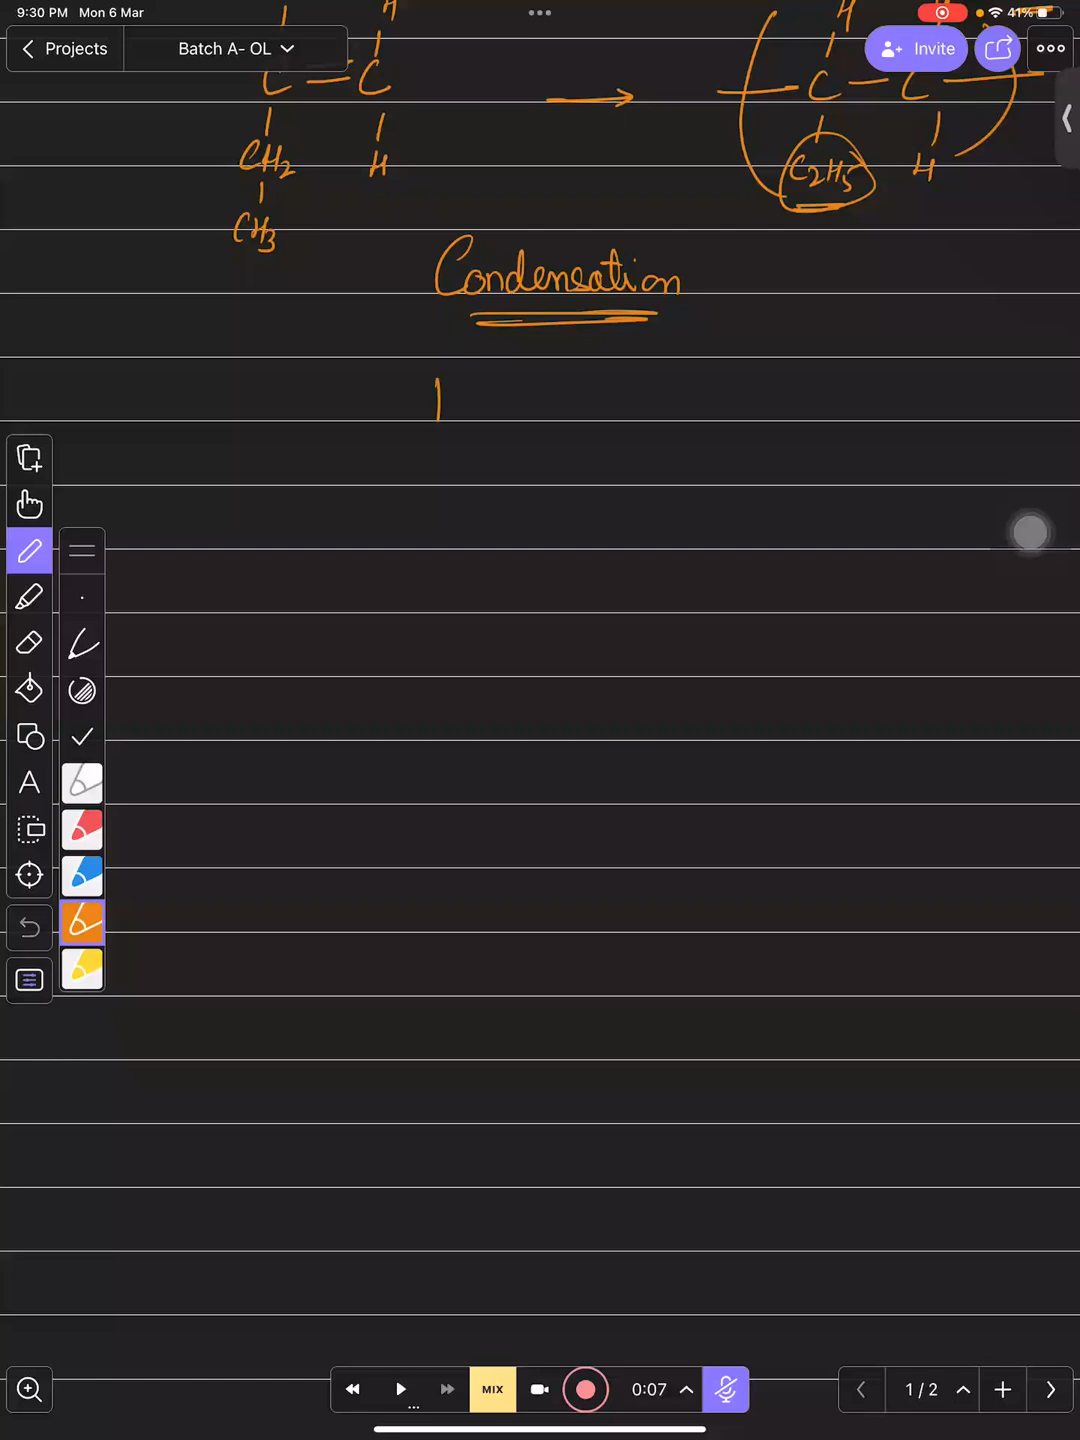 9:30 PM Mon 6 Mar
41%
Projects
Batch A- OL
Invite
H
H
H
C — C
C — C
CH2
H
C2H5
H
CH3
Condensation
A
MIX
0:07
1 / 2